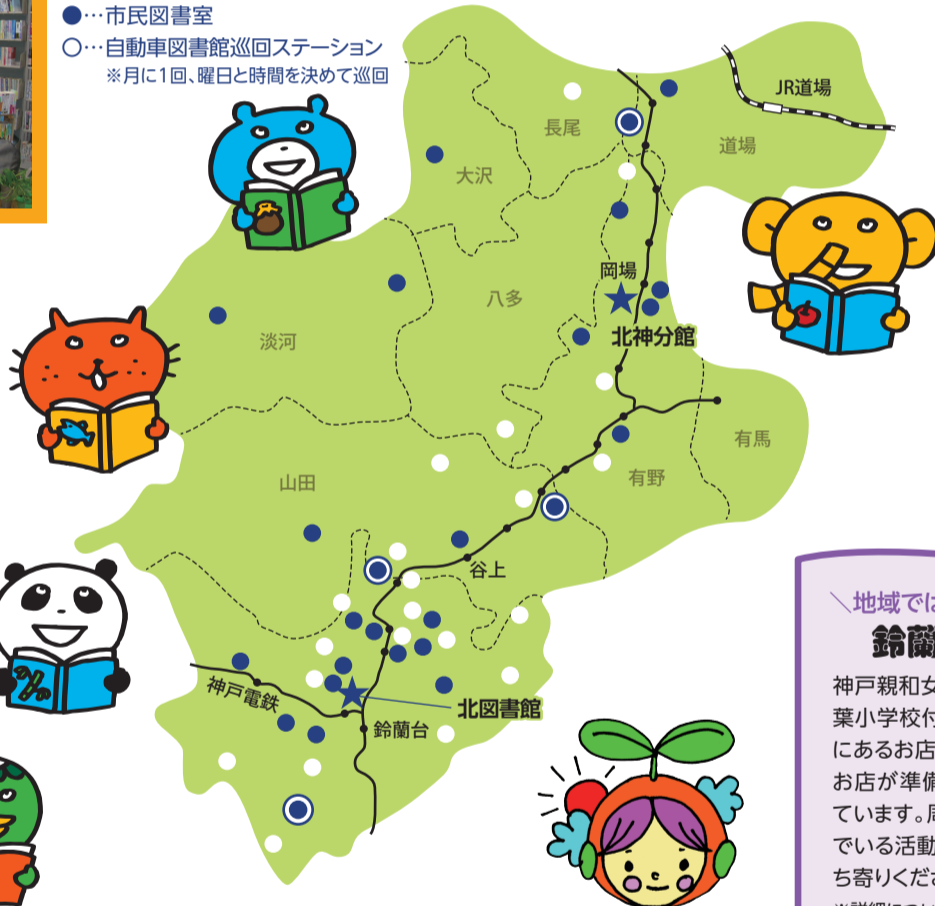 ●…市民図書室
○…自動車図書館巡回ステーション
※月に1回、曜日と時間を決めて巡回
JR道場
長尾
道場
大沢
岡場
八多
北神分館
淡河
有馬
有野
山田
谷上
神戸電鉄
北図書館
鈴蘭台
＼地域では
鈴蘭
神戸親和女
葉小学校付
にあるお店
お店が準備
ています。
でいる活動
ち寄りくださ